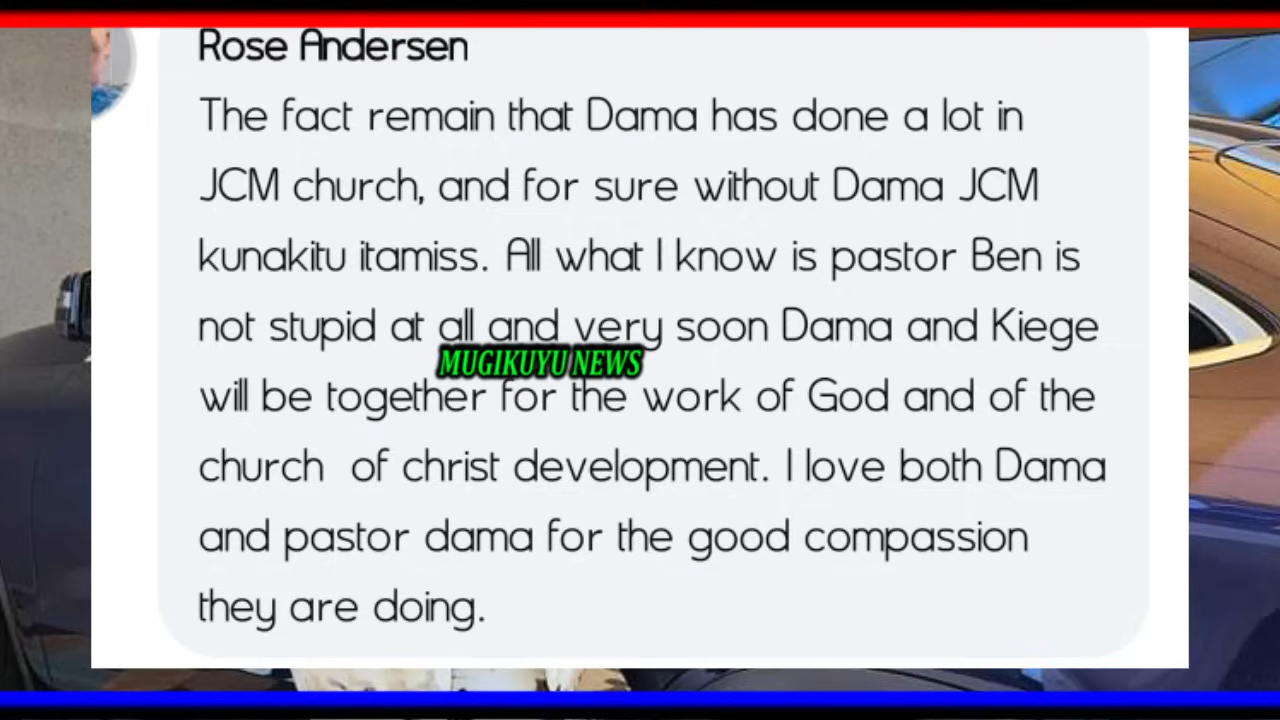 Rose Andersen
The fact remain that Dama has done a lot in
JCM church, and for sure without Dama JCM
kunakitu itamiss. All what I know is pastor Ben is
not stupid at all and very soon Dama and Kiege
MUGIKUYU NEWS
will be together for the work of God and of the
church of christ development. I love both Dama
and pastor dama for the good compassion
they are doing.